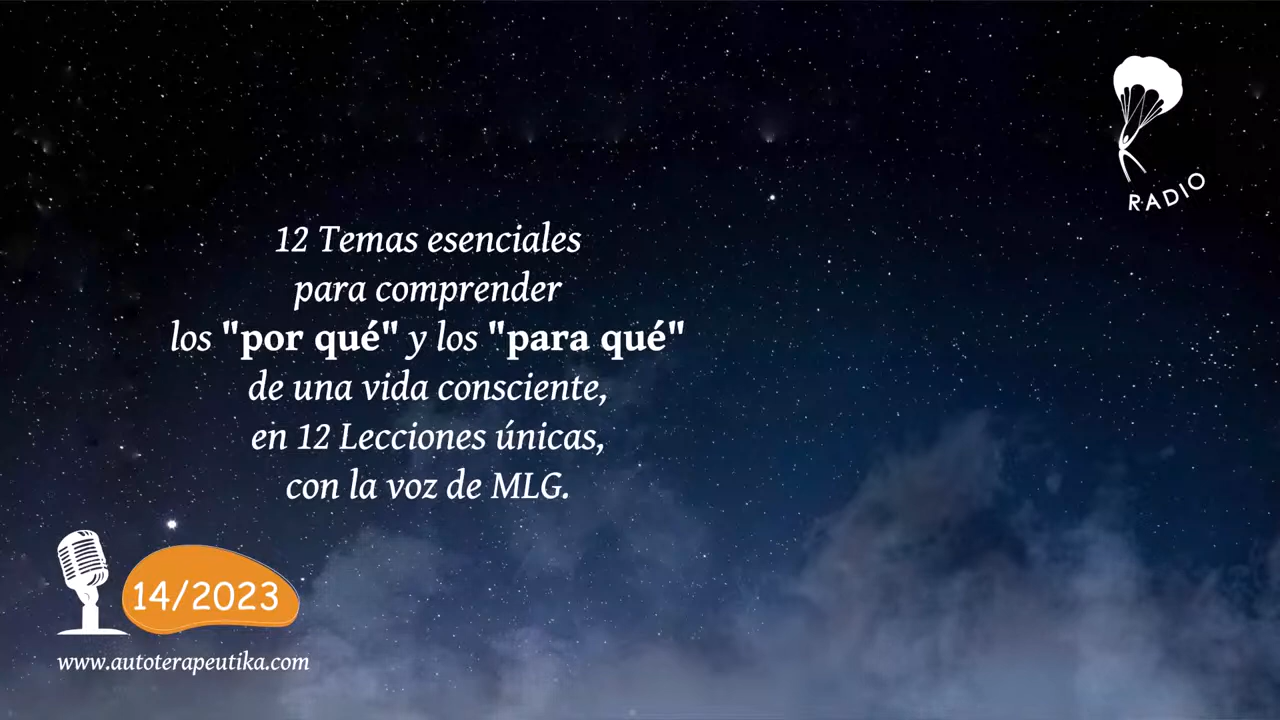 RADIO
12 Temas esenciales
para comprender
los "por qué" y los "para qué"
de una vida consciente,
en 12 Lecciones únicas,
con la voz de MLG.
14/2023
www.autoterapeutika.com